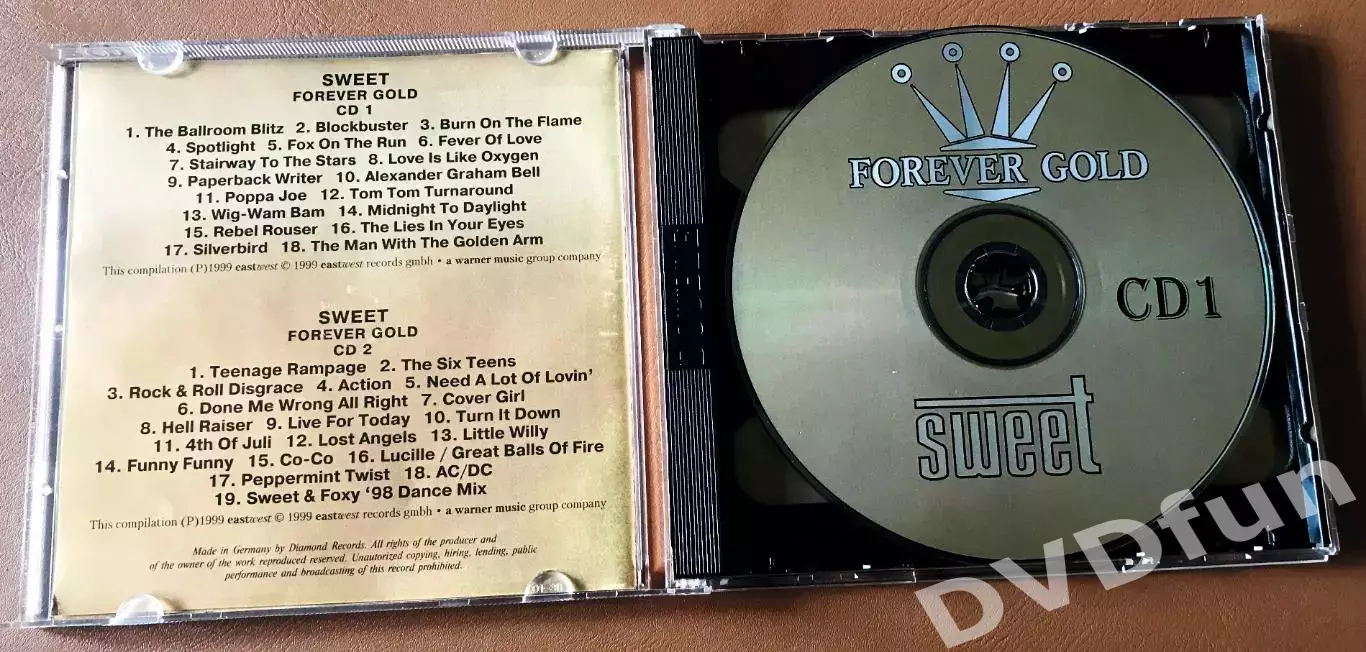 SWEET
FOREVER GOLD
CD 1
1. The Ballroom Blitz 2. Blockbuster 3. Burn On The Flame
4. Spotlight 5. Fox On The Run 6. Fever Of Love
7. Stairway To The Stars 8. Love Is Like Oxygen
9. Paperback Writer 10. Alexander Graham Bell
11. Poppa Joe 12. Tom Tom Turnaround
13. Wig-Wam Bam 14. Midnight To Daylight
15. Rebel Rouser 16. The Lies In Your Eyes
17. Silverbird 18. The Man With The Golden Arm
This compilation (P)1999 eastwest © 1999 eastwest records gmbh • a warner music group company
SWEET
FOREVER GOLD
CD 2
1. Teenage Rampage 2. The Six Teens
3. Rock & Roll Disgrace 4. Action 5. Need A Lot Of Lovin'
6. Done Me Wrong All Right 7. Cover Girl
8. Hell Raiser 9. Live For Today 10. Turn It Down
11. 4th Of Juli 12. Lost Angels 13. Little Willy
14. Funny Funny 15. Co-Co 16. Lucille / Great Balls Of Fire
17. Peppermint Twist 18. AC/DC
19. Sweet & Foxy '98 Dance Mix
This compilation (P)1999 eastwest © 1999 eastwest records gmbh • a warner music group company
Made in Germany by Diamond Records. All rights of the producer and
of the owner of the work reproduced reserved. Unautorized copying, hiring, lending, public
performance and broadcasting of this record prohibited.
FOREVER GOLD
CD 1
sweet
DVDfun